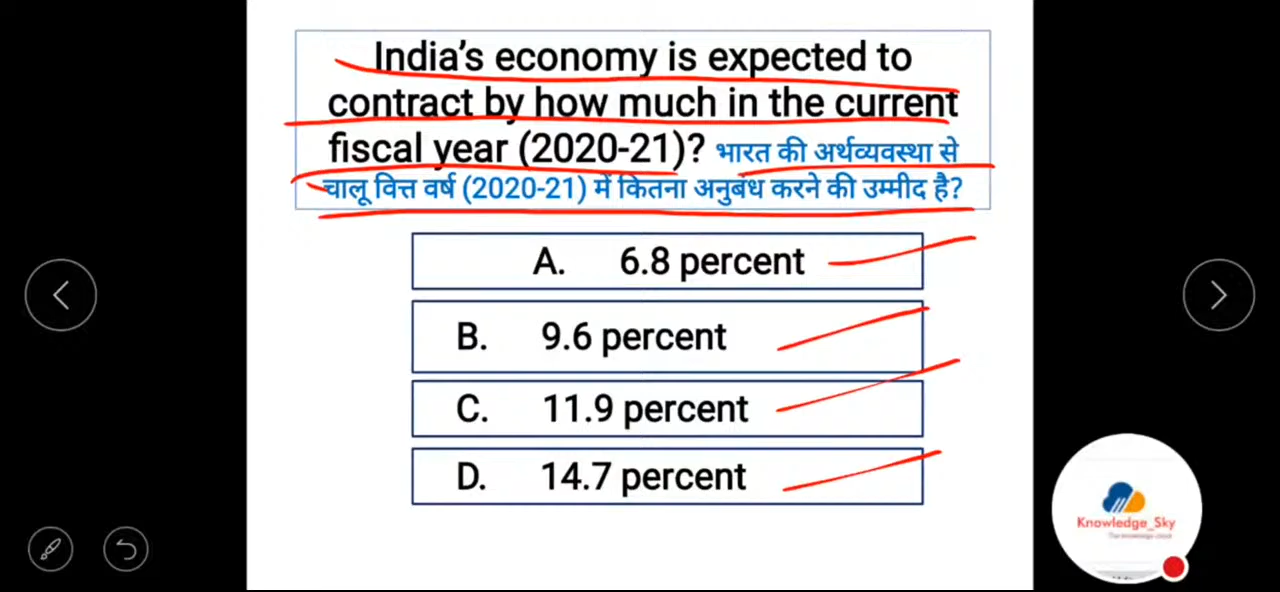 India's economy is expected to
contract by how much in the current
fiscal year (2020-21)? भारत की अर्थव्यवस्था से
चालू वित्त वर्ष (2020-21) में कितना अनुबंध करने की उम्मीद है?
A. 6.8 percent
B. 9.6 percent
C. 11.9 percent
D. 14.7 percent
Knowledge_Sky